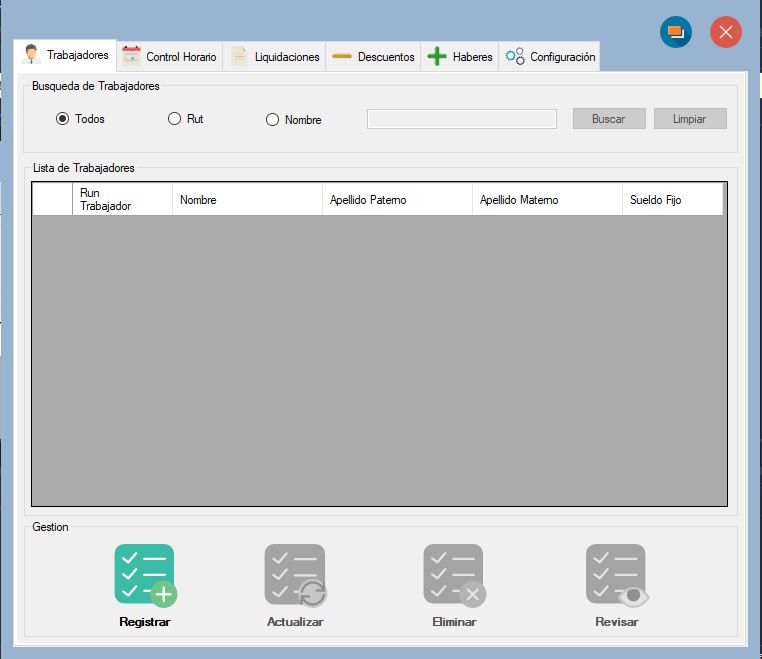 Trabajadores
Control Horario
Liquidaciones
Descuentos
Haberes
Configuración
Busqueda de Trabajadores
Todos
Rut
Nombre
Buscar
Limpiar
Lista de Trabajadores
Run
Trabajador
Nombre
Apellido Paterno
Apellido Materno
Sueldo Fijo
Gestion
Registrar
Actualizar
Eliminar
Revisar